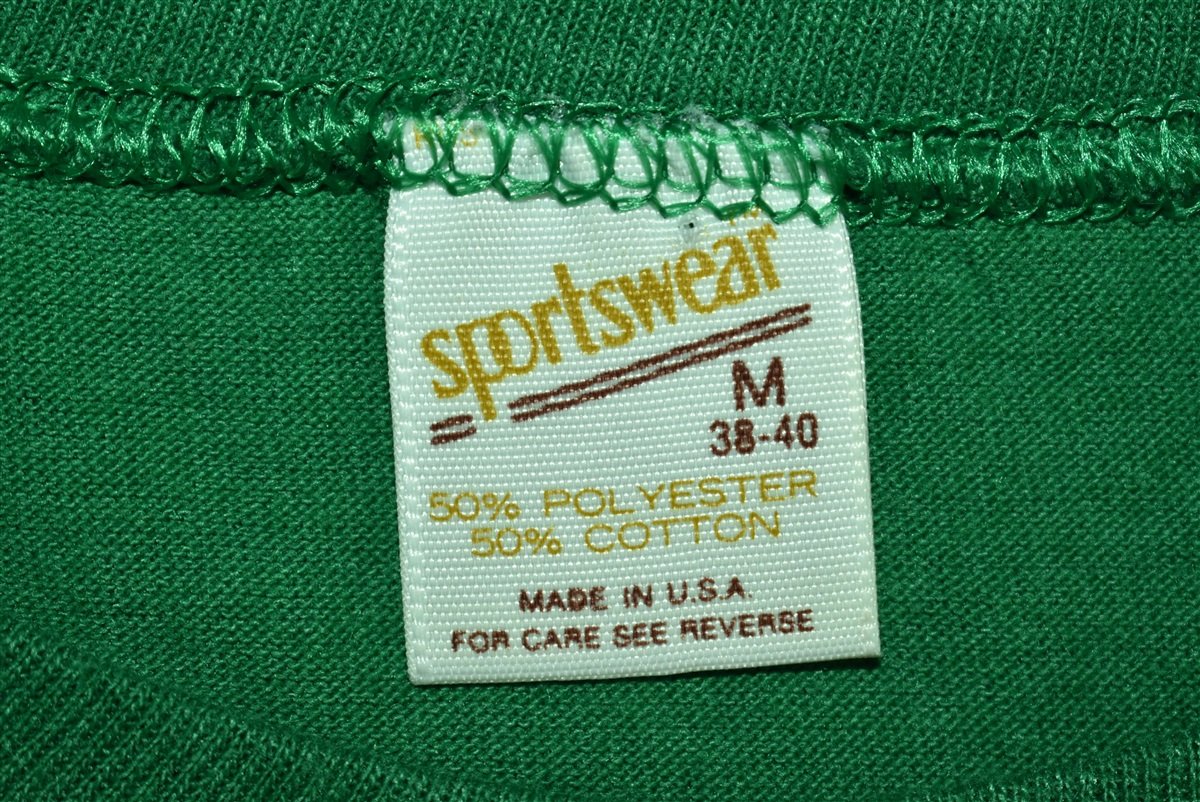 sportswear
M
38-40
50% POLYESTER
50% COTTON
MADE IN U.S.A.
FOR CARE SEE REVERSE